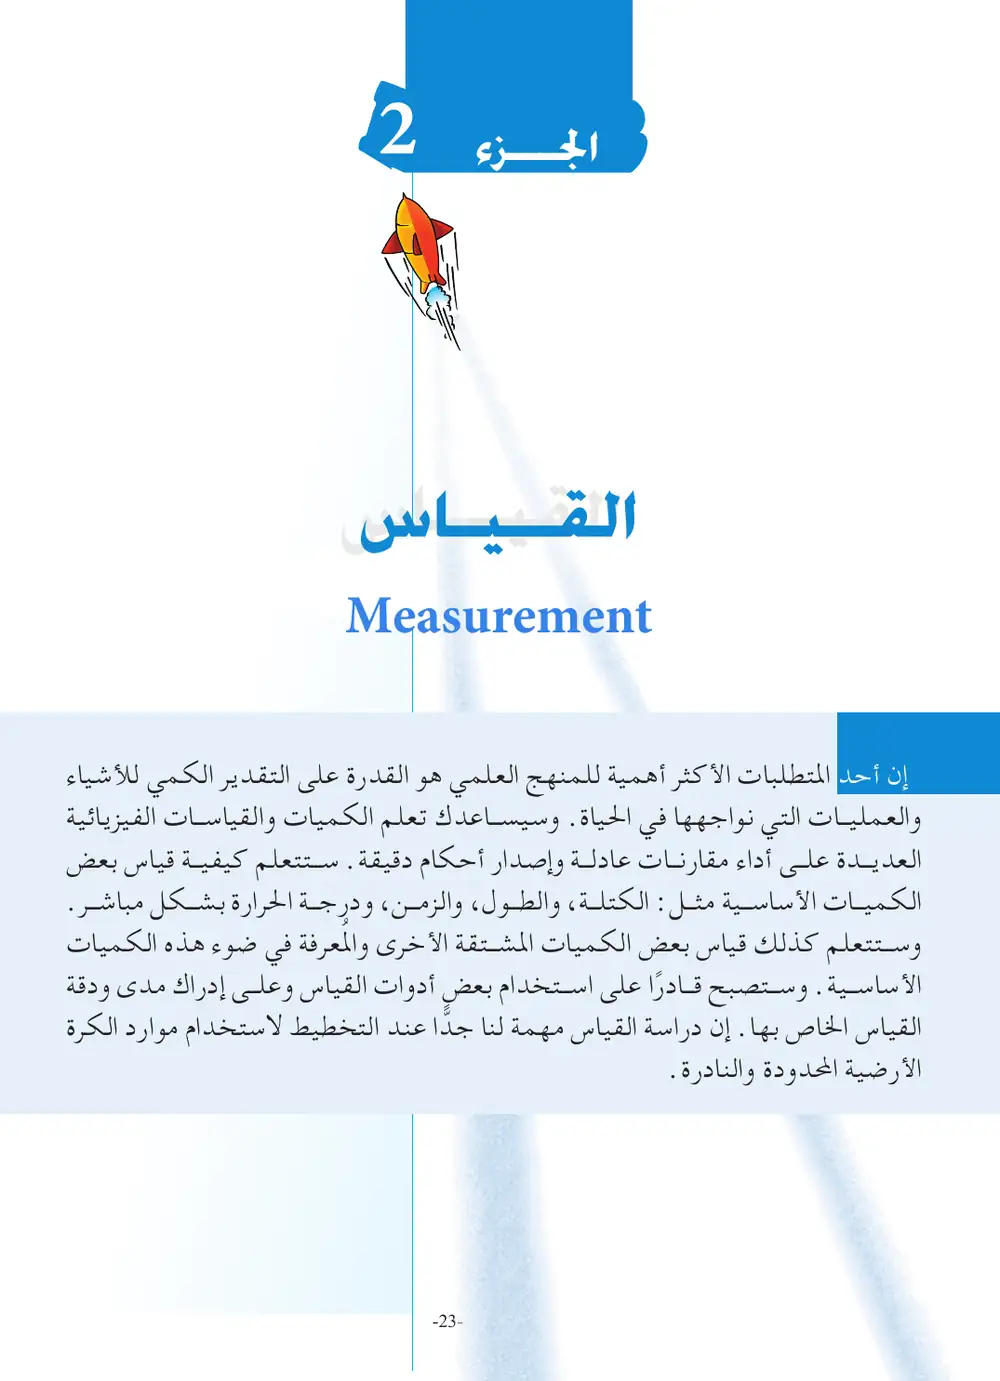 الجزء 2
القياس
Measurement
إن أحد المتطلبات الأكثر أهمية للمنهج العلمي هو القدرة على التقدير الكمي للأشياء
والعمليات التي نواجهها في الحياة. وسيساعدك تعلم الكميات والقياسات الفيزيائية
العديدة على أداء مقارنات عادلة وإصدار أحكام دقيقة. ستتعلم كيفية قياس بعض
الكميات الأساسية مثل: الكتلة، والطول، والزمن، ودرجة الحرارة بشكل مباشر.
وستتعلم كذلك قياس بعض الكميات المشتقة الأخرى والمُعرفة في ضوء هذه الكميات
الأساسية. وستصبح قادرًا على استخدام بعض أدوات القياس وعلى إدراك مدى ودقة
القياس الخاص بها. إن دراسة القياس مهمة لنا جدًّا عند التخطيط لاستخدام موارد الكرة
الأرضية المحدودة والنادرة.
-23-